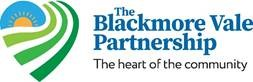 The
Blackmore Vale
Partnership
The heart of the community